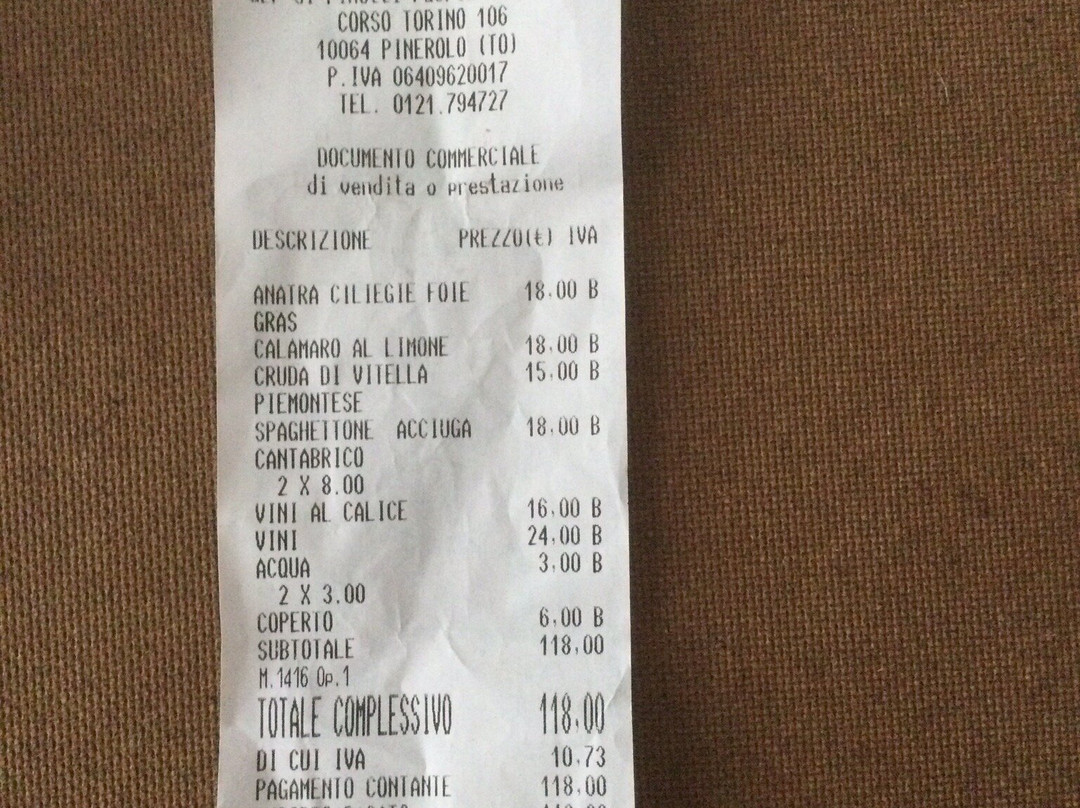 CORSO TORINO 106
10064 PINEROLO (TO)
P.IVA 06409620017
TEL. 0121.794727
DOCUMENTO COMMERCIALE
di vendita o prestazione
DESCRIZIONE PREZZO(€) IVA
ANATRA CILIEGIE FOIE 18,00 B
GRAS
CALAMARO AL LIMONE 18,00 B
CRUDA DI VITELLA 15,00 B
PIEMONTESE
SPAGHETTONE ACCIUGA 18,00 B
CANTABRICO
2 X 8.00
VINI AL CALICE 16,00 B
VINI 24,00 B
ACQUA 3,00 B
2 X 3.00
COPERTO 6,00 B
SUBTOTALE 118,00
M.1416 Op.1
TOTALE COMPLESSIVO 118,00
DI CUI IVA 10,73
PAGAMENTO CONTANTE 118,00